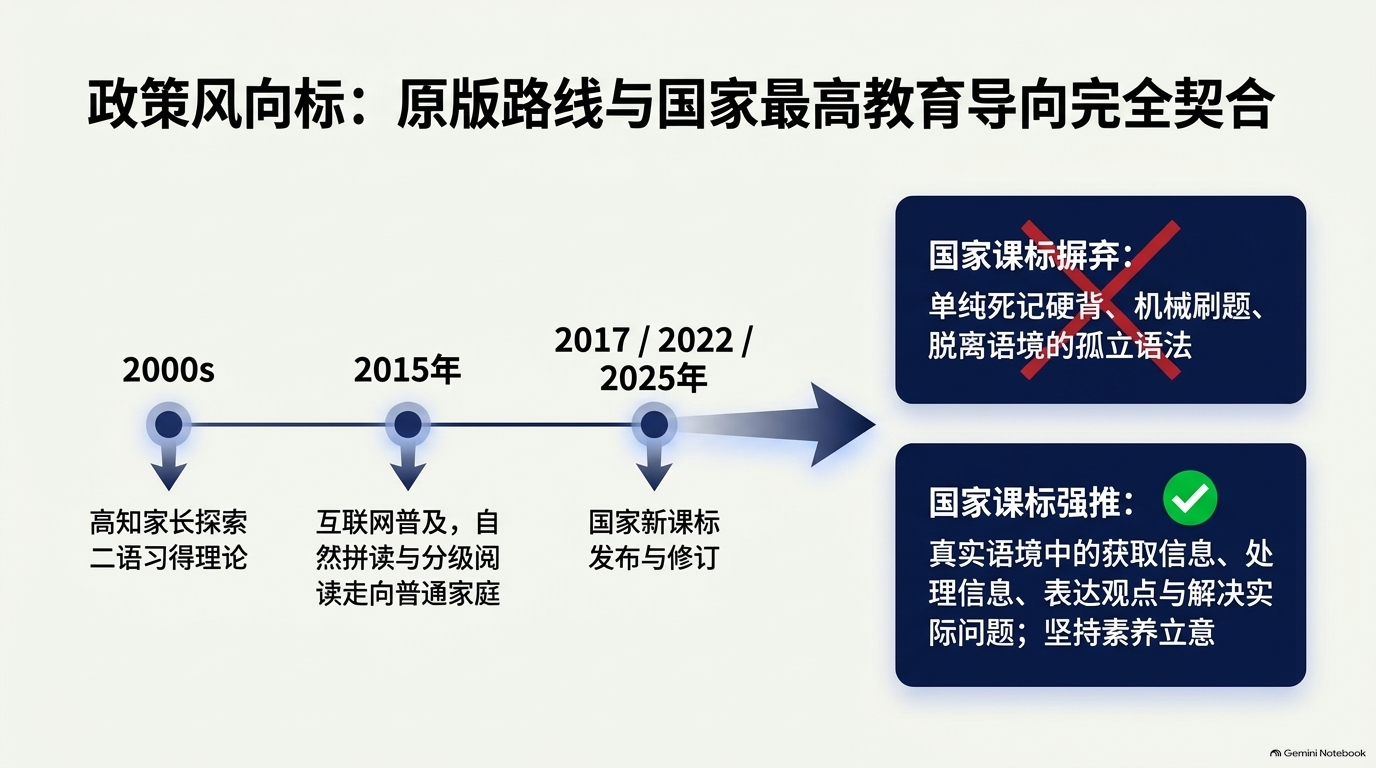 政策风向标：原版路线与国家最高教育导向完全契合
2000s
高知家长探索
二语习得理论
2015年
互联网普及，自
然拼读与分级阅
读走向普通家庭
2017 / 2022 /
2025年
国家新课标
发布与修订
国家课标摒弃：
单纯死记硬背、机械刷题、
脱离语境的孤立语法
国家课标强推：
真实语境中的获取信息、处
理信息、表达观点与解决实
际问题；坚持素养立意
Gemini Notebook